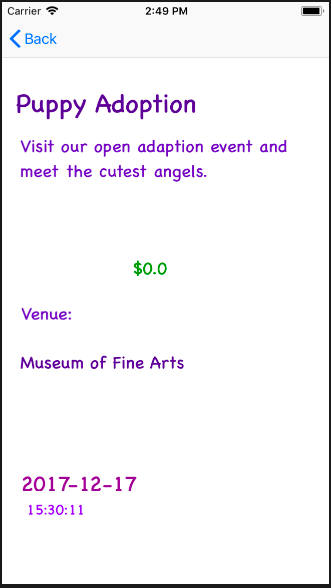 Carrier 2:49 PM
Back
Puppy Adoption
Visit our open adaption event and
meet the cutest angels.
$0.0
Venue:
Museum of Fine Arts
2017-12-17
15:30:11